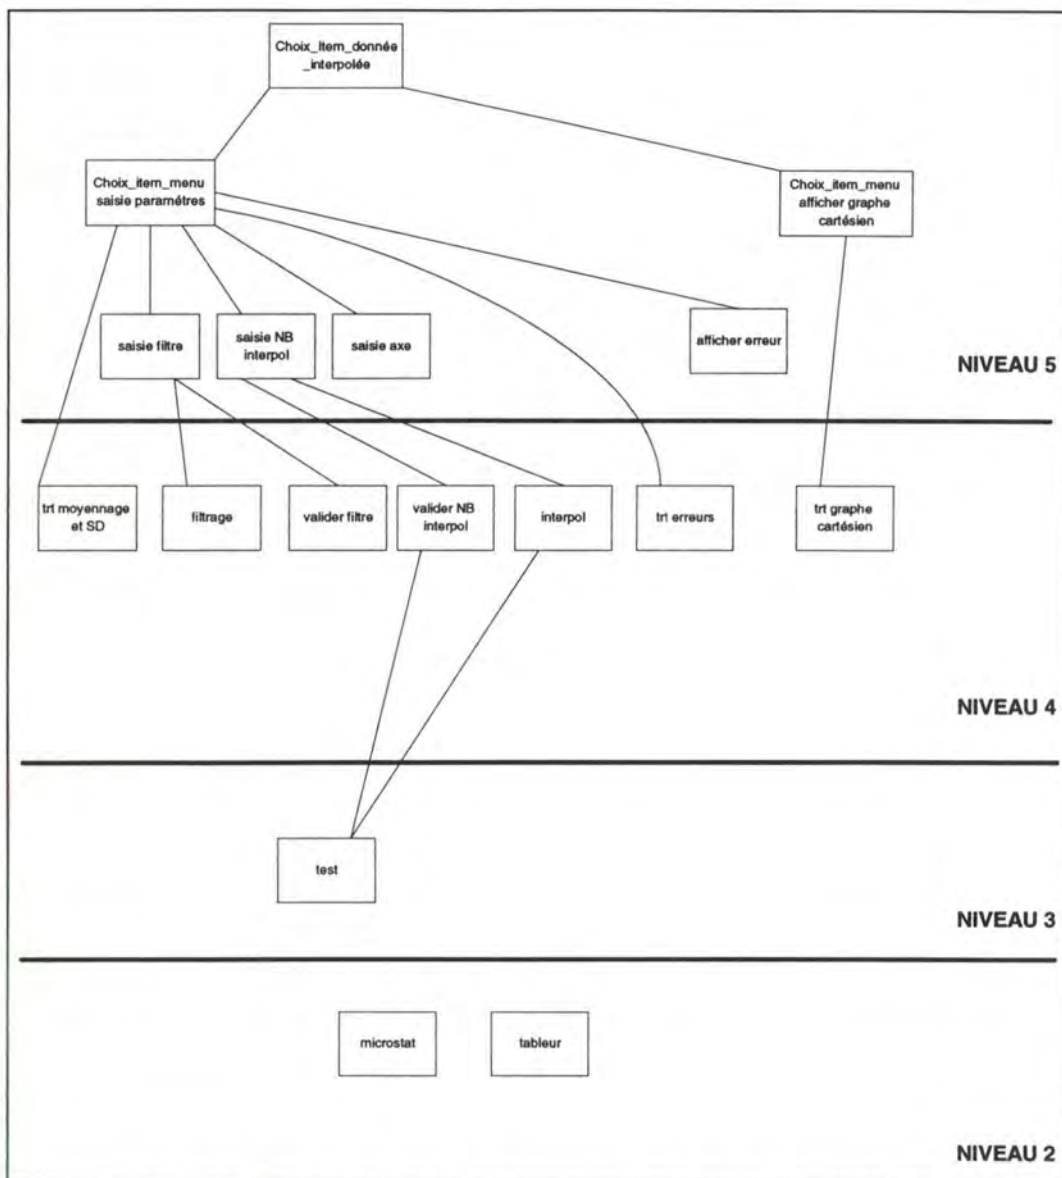 Choix_Item_donnée
_interpolée
Choix_item_menu
saisie paramétres
Choix_item_menu
afficher graphe
cartésien
saisie filtre
saisie NB
interpol
saisie axe
afficher erreur
NIVEAU 5
trt moyennage
et SD
filtrage
valider filtre
valider NB
interpol
interpol
trt erreurs
trt graphe
cartésien
NIVEAU 4
test
NIVEAU 3
microstat
tableur
NIVEAU 2